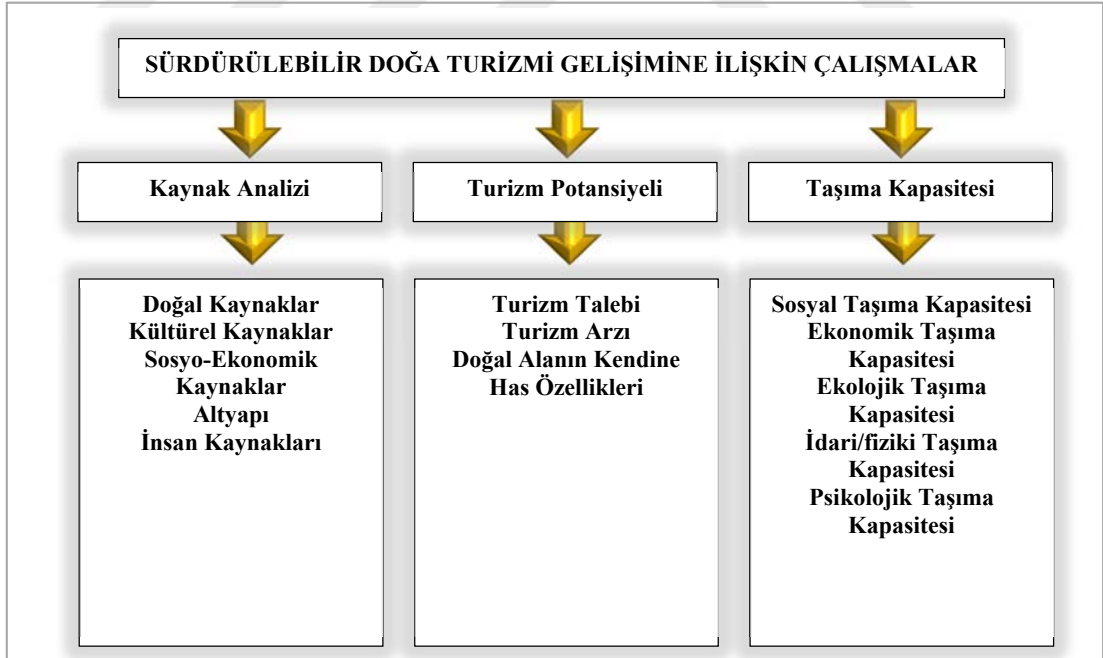 SÜRDÜRÜLEBİLİR DOĞA TURİZMİ GELİŞİMİNE İLİŞKİN ÇALIŞMALAR
Kaynak Analizi
Turizm Potansiyeli
Taşıma Kapasitesi
Doğal Kaynaklar
Kültürel Kaynaklar
Sosyo-Ekonomik
Kaynaklar
Altyapı
İnsan Kaynakları
Turizm Talebi
Turizm Arzı
Doğal Alanın Kendine
Has Özellikleri
Sosyal Taşıma Kapasitesi
Ekonomik Taşıma
Kapasitesi
Ekolojik Taşıma
Kapasitesi
İdari/fiziki Taşıma
Kapasitesi
Psikolojik Taşıma
Kapasitesi